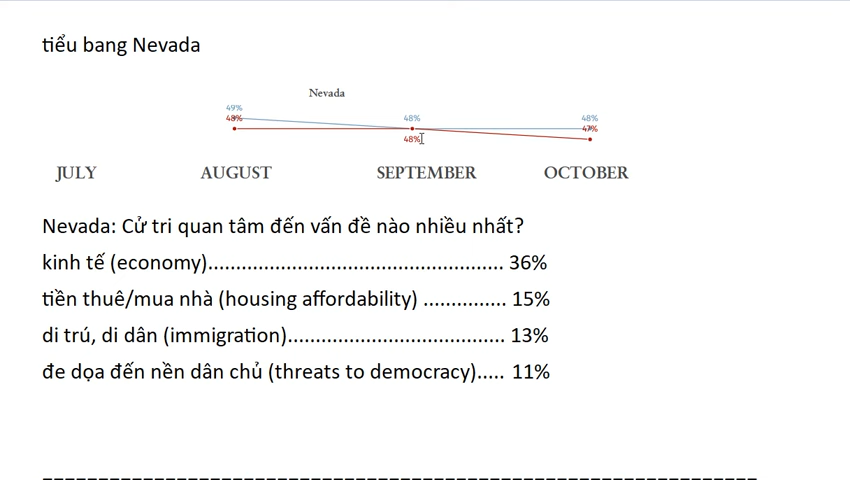 tiểu bang Nevada
Nevada
49%
48%
48%
48%
48%
47%
JULY AUGUST SEPTEMBER OCTOBER
Nevada: Cử tri quan tâm đến vấn đề nào nhiều nhất?
kinh tế (economy)..................................................... 36%
tiền thuê/mua nhà (housing affordability) ............... 15%
di trú, di dân (immigration)....................................... 13%
đe dọa đến nền dân chủ (threats to democracy)..... 11%